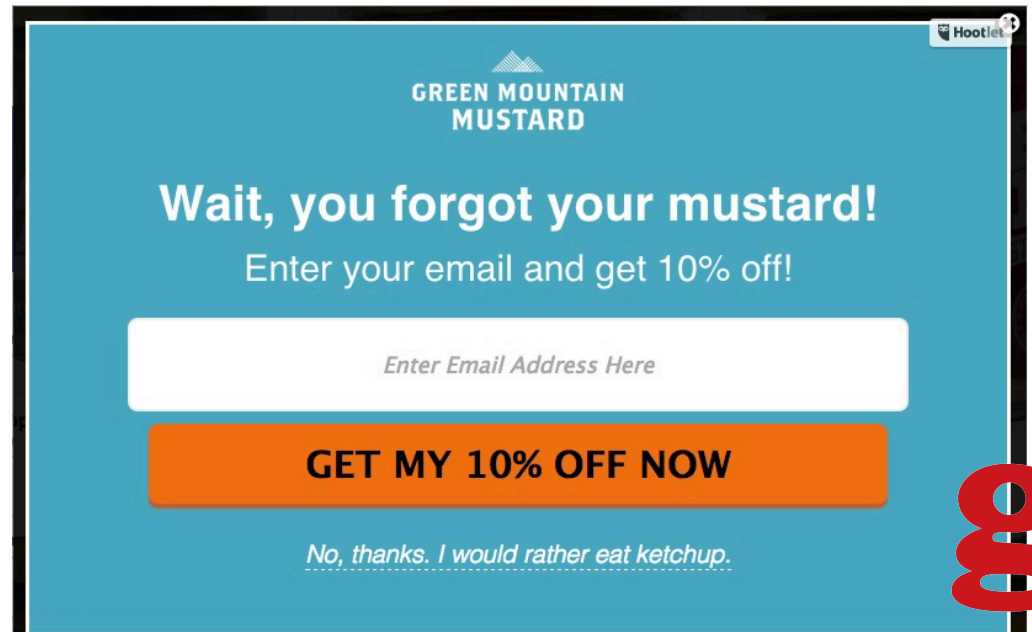 Hootlet
GREEN MOUNTAIN
MUSTARD
Wait, you forgot your mustard!
Enter your email and get 10% off!
Enter Email Address Here
GET MY 10% OFF NOW
No, thanks. I would rather eat ketchup.
g